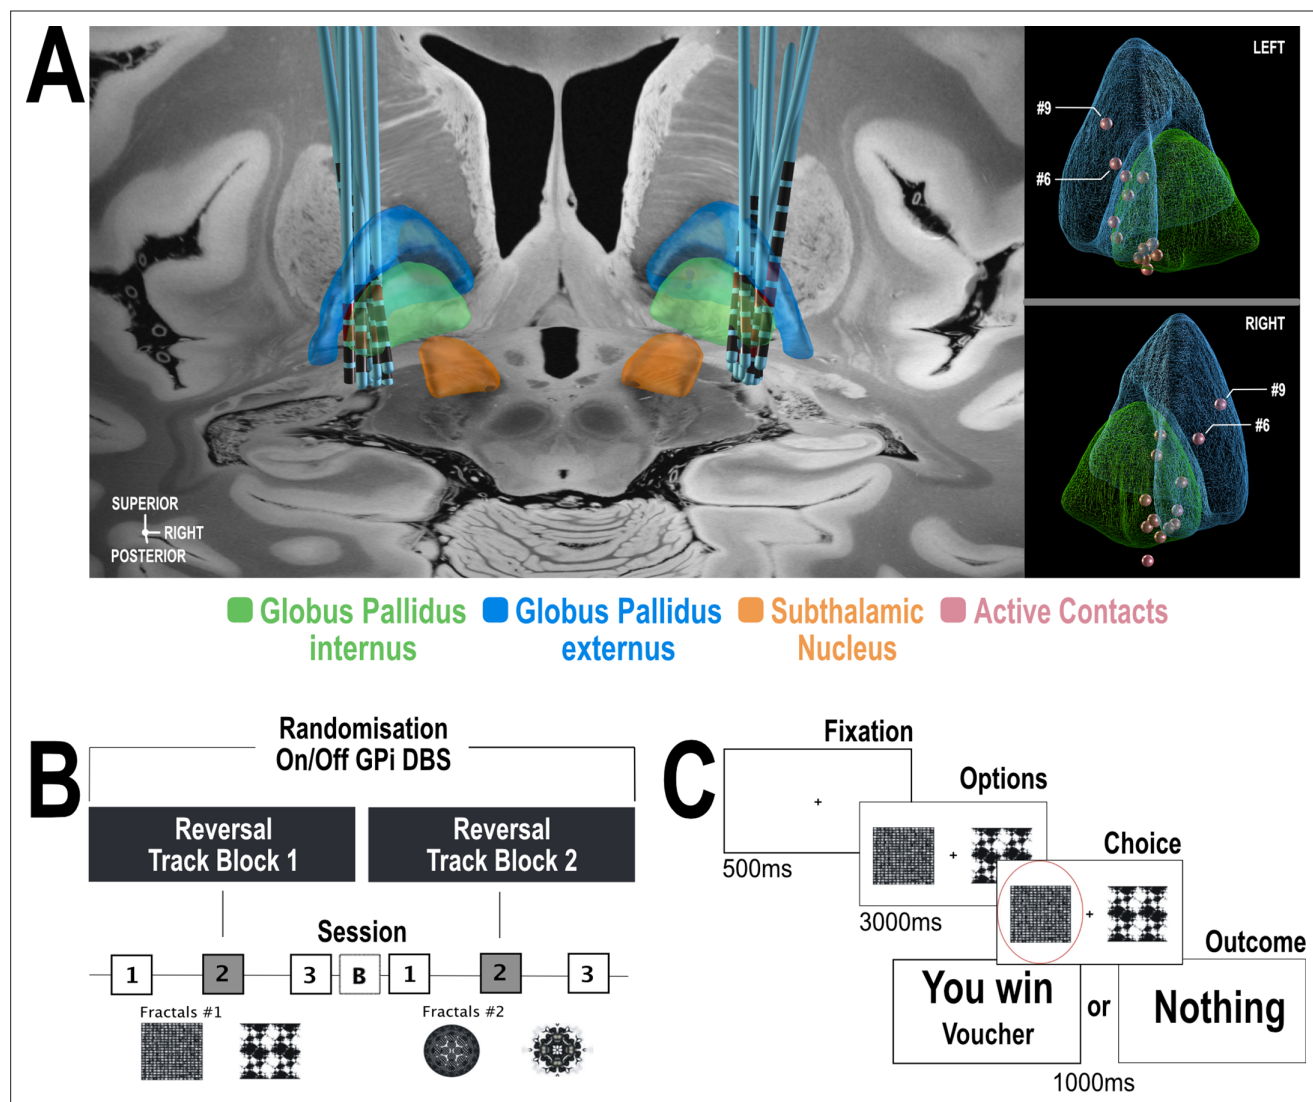 A
LEFT
#9
#6
RIGHT
#9
#6
SUPERIOR
RIGHT
POSTERIOR
Globus Pallidus
internus
Globus Pallidus
externus
Subthalamic
Nucleus
Active Contacts
B
Randomisation
On/Off GPi DBS
Reversal
Track Block 1
Reversal
Track Block 2
Session
1
2
3
B
1
2
3
Fractals #1
Fractals #2
C
Fixation
500ms
Options
3000ms
Choice
Outcome
You win
Voucher
or
Nothing
1000ms